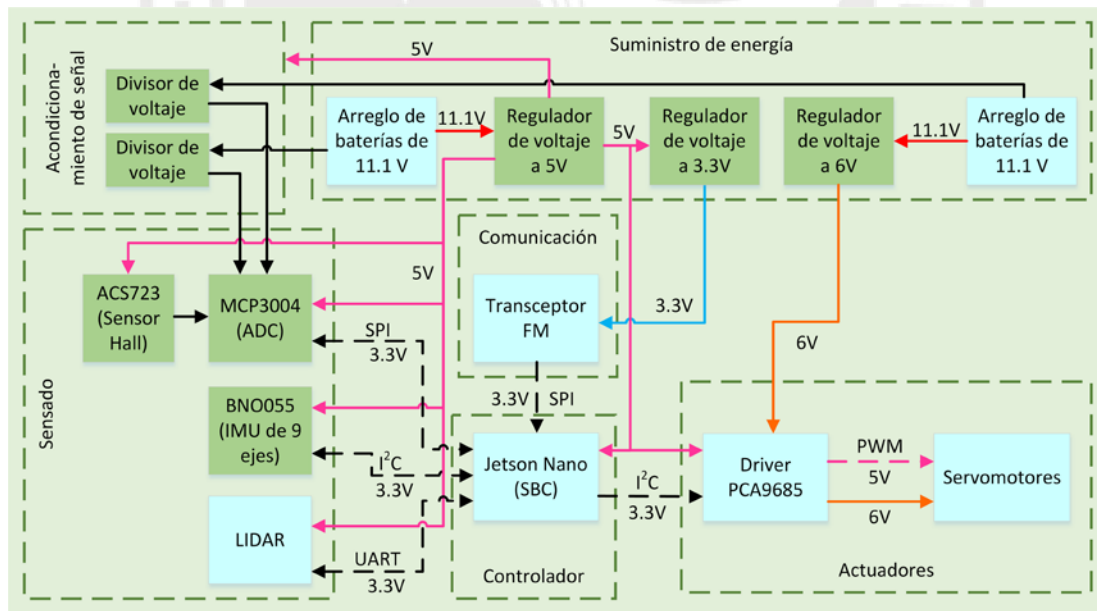 Acondiciona-
miento de señal
Divisor de
voltaje
Divisor de
voltaje
5V
Suministro de energía
Arreglo de
baterías de
11.1 V
11.1V
Regulador
de voltaje
a 5V
5V
Regulador
de voltaje
a 3.3V
Regulador
de voltaje
a 6V
11.1V
Arreglo de
baterías de
11.1 V
Sensado
ACS723
(Sensor
Hall)
MCP3004
(ADC)
5V
SPI
3.3V
BNO055
(IMU de 9
ejes)
I²C
3.3V
LIDAR
UART
3.3V
Comunicación
Transceptor
FM
3.3V
3.3V
SPI
Jetson Nano
(SBC)
Controlador
I²C
3.3V
6V
Driver
PCA9685
PWM
5V
6V
Servomotores
Actuadores